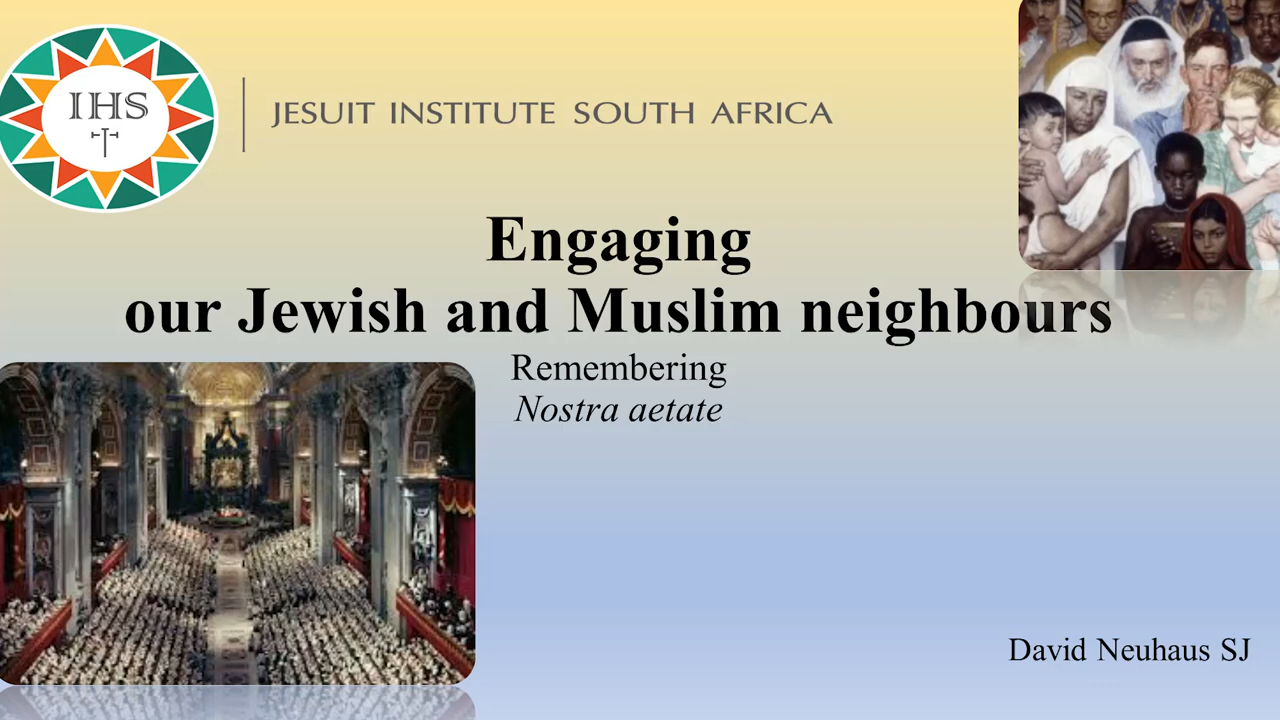 IHS
JESUIT INSTITUTE SOUTH AFRICA
Engaging
our Jewish and Muslim neighbours
Remembering
Nostra aetate
David Neuhaus SJ